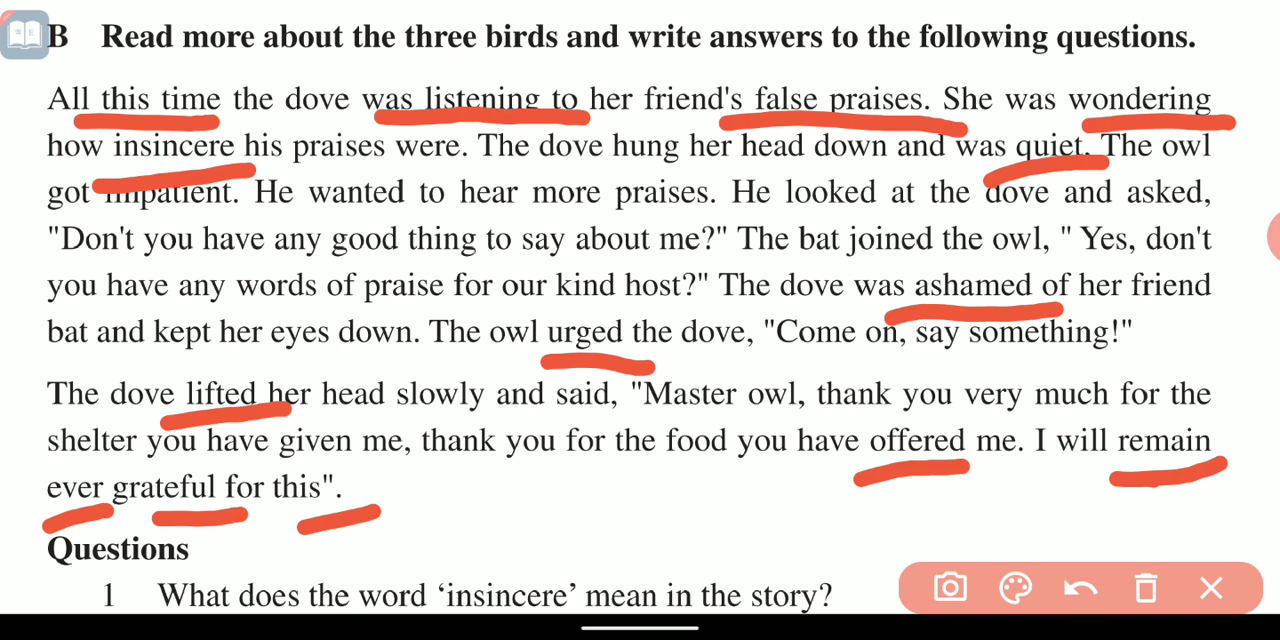 B Read more about the three birds and write answers to the following questions.
All this time the dove was listening to her friend's false praises. She was wondering
how insincere his praises were. The dove hung her head down and was quiet. The owl
got impatient. He wanted to hear more praises. He looked at the dove and asked,
"Don't you have any good thing to say about me?" The bat joined the owl, " Yes, don't
you have any words of praise for our kind host?" The dove was ashamed of her friend
bat and kept her eyes down. The owl urged the dove, "Come on, say something!"
The dove lifted her head slowly and said, "Master owl, thank you very much for the
shelter you have given me, thank you for the food you have offered me. I will remain
ever grateful for this".
Questions
1 What does the word ‘insincere’ mean in the story?